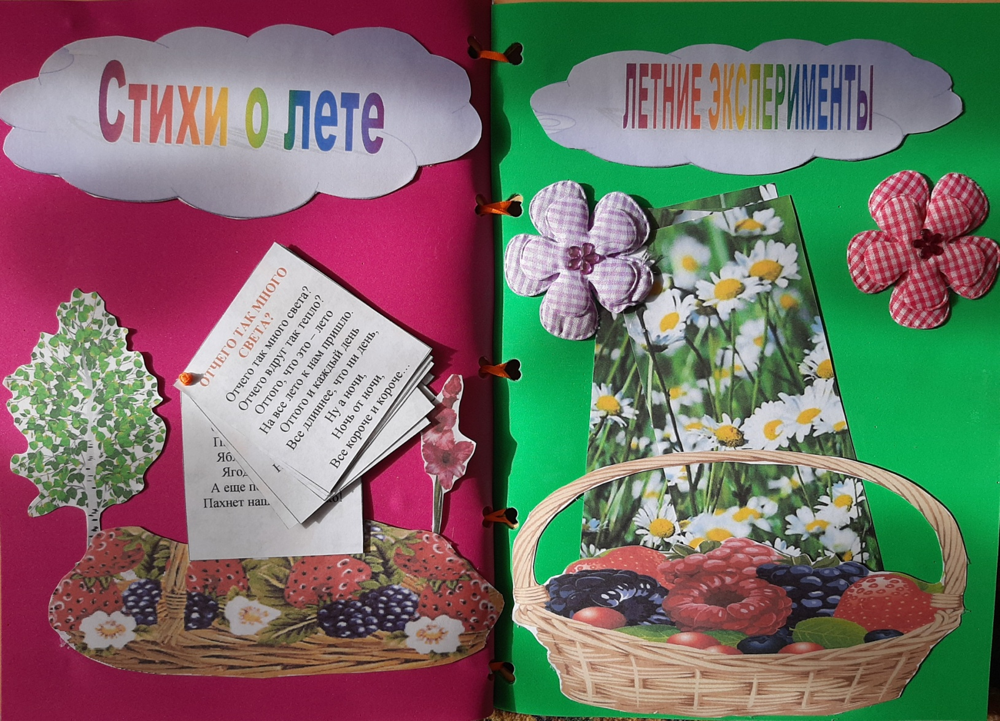 Стихи о лете
ЛЕТНИЕ ЭКСПЕРИМЕНТЫ
ОТЧЕГО ТАК МНОГО
СВЕТА?
Отчего так много света?
Отчего вдруг так тепло?
Оттого, что это – лето
На все лето к нам пришло.
Оттого и каждый день
Все длиннее, что ни день,
Ну а ночи,
Ночь от ночи,
Все короче и короче…
А еще
Пахнет